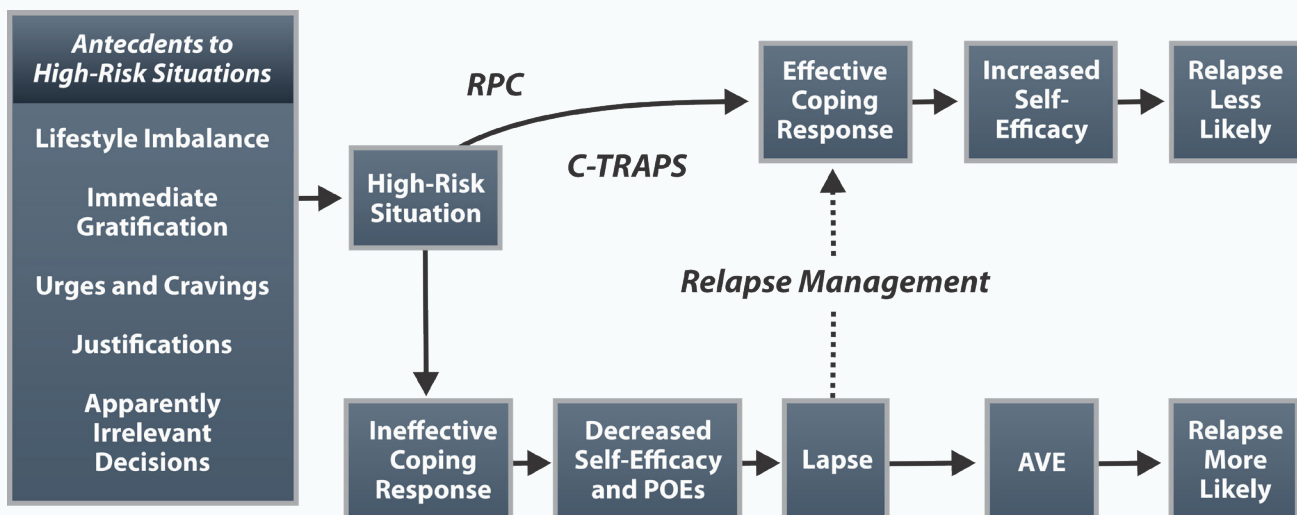 Antecdents to
High-Risk Situations
Lifestyle Imbalance
Immediate
Gratification
Urges and Cravings
Justifications
Apparently
Irrelevant
Decisions
High-Risk
Situation
RPC
C-TRAPS
Effective
Coping
Response
Increased
Self-
Efficacy
Relapse
Less
Likely
Relapse Management
Ineffective
Coping
Response
Decreased
Self-Efficacy
and POEs
Lapse
AVE
Relapse
More
Likely